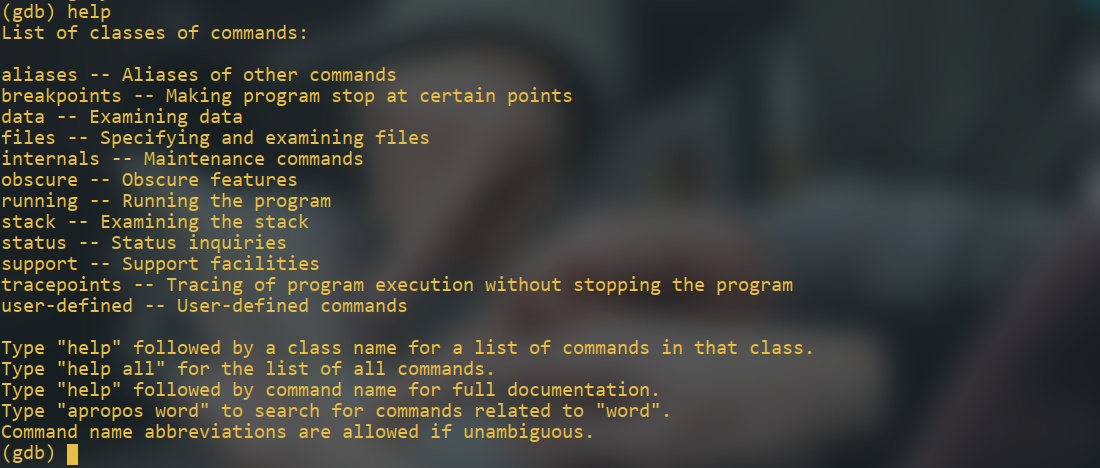 (gdb) help
List of classes of commands:
aliases -- Aliases of other commands
breakpoints -- Making program stop at certain points
data -- Examining data
files -- Specifying and examining files
internals -- Maintenance commands
obscure -- Obscure features
running -- Running the program
stack -- Examining the stack
status -- Status inquiries
support -- Support facilities
tracepoints -- Tracing of program execution without stopping the program
user-defined -- User-defined commands
Type "help" followed by a class name for a list of commands in that class.
Type "help all" for the list of all commands.
Type "help" followed by command name for full documentation.
Type "apropos word" to search for commands related to "word".
Command name abbreviations are allowed if unambiguous.
(gdb)